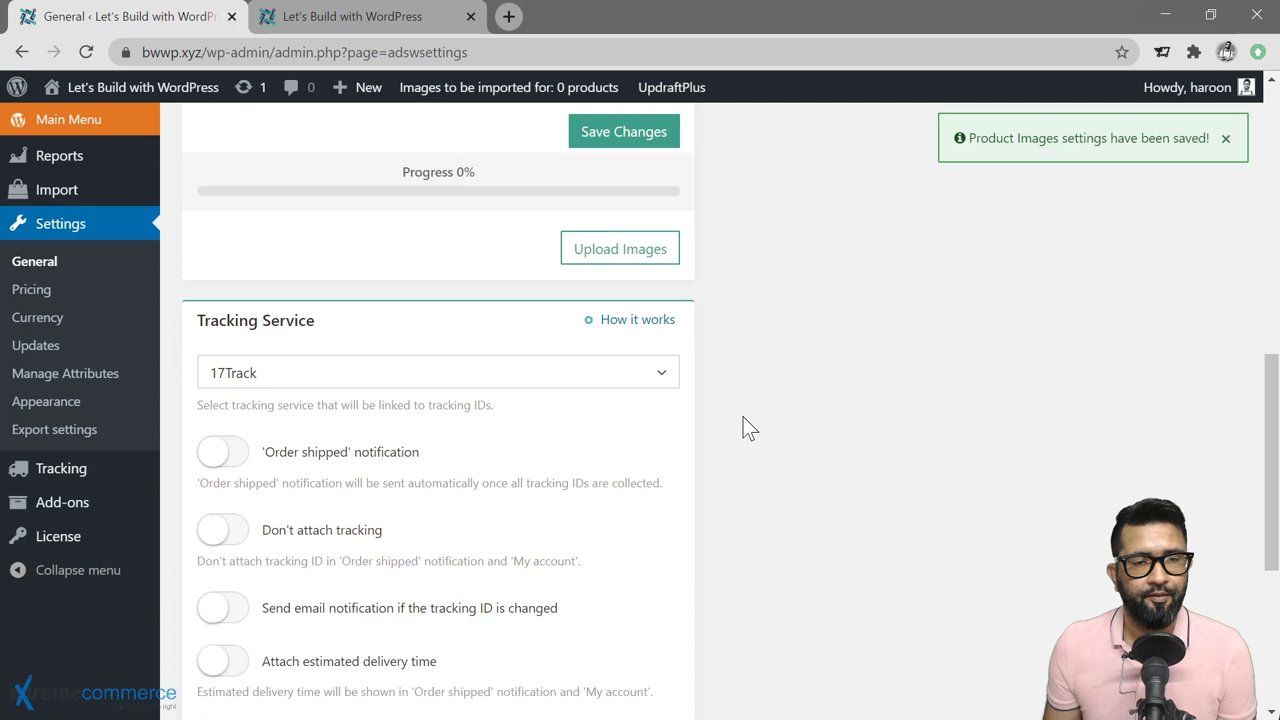 General ‹ Let's Build with WordPr
Let's Build with WordPress
bwwp.xyz/wp-admin/admin.php?page=adswsettings
Let's Build with WordPress
1
0
New
Images to be imported for: 0 products
UpdraftPlus
Howdy, haroon
Main Menu
Reports
Import
Settings
General
Pricing
Currency
Updates
Manage Attributes
Appearance
Export settings
Tracking
Add-ons
License
Collapse menu
Save Changes
Progress 0%
Upload Images
Product Images settings have been saved!
Tracking Service
How it works
17Track
Select tracking service that will be linked to tracking IDs.
'Order shipped' notification
'Order shipped' notification will be sent automatically once all tracking IDs are collected.
Don't attach tracking
Don't attach tracking ID in 'Order shipped' notification and 'My account'.
Send email notification if the tracking ID is changed
Attach estimated delivery time
Estimated delivery time will be shown in 'Order shipped' notification and 'My account'.
commerce